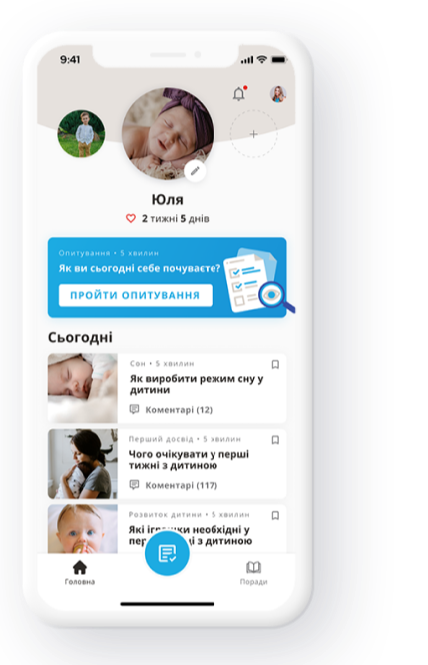 9:41
Юля
2 тижні 5 днів
Опитування • 5 хвилин
Як ви сьогодні себе почуваєте?
ПРОЙТИ ОПИТУВАННЯ
Сьогодні
Сон • 5 хвилин
Як виробити режим сну у
дитини
Коментарі (12)
Перший досвід • 5 хвилин
Чого очікувати у перші
тижні з дитиною
Коментарі (117)
Розвиток дитини • 5 хвилин
Які іграшки необхідні у
з дитиною
Головна
Поради